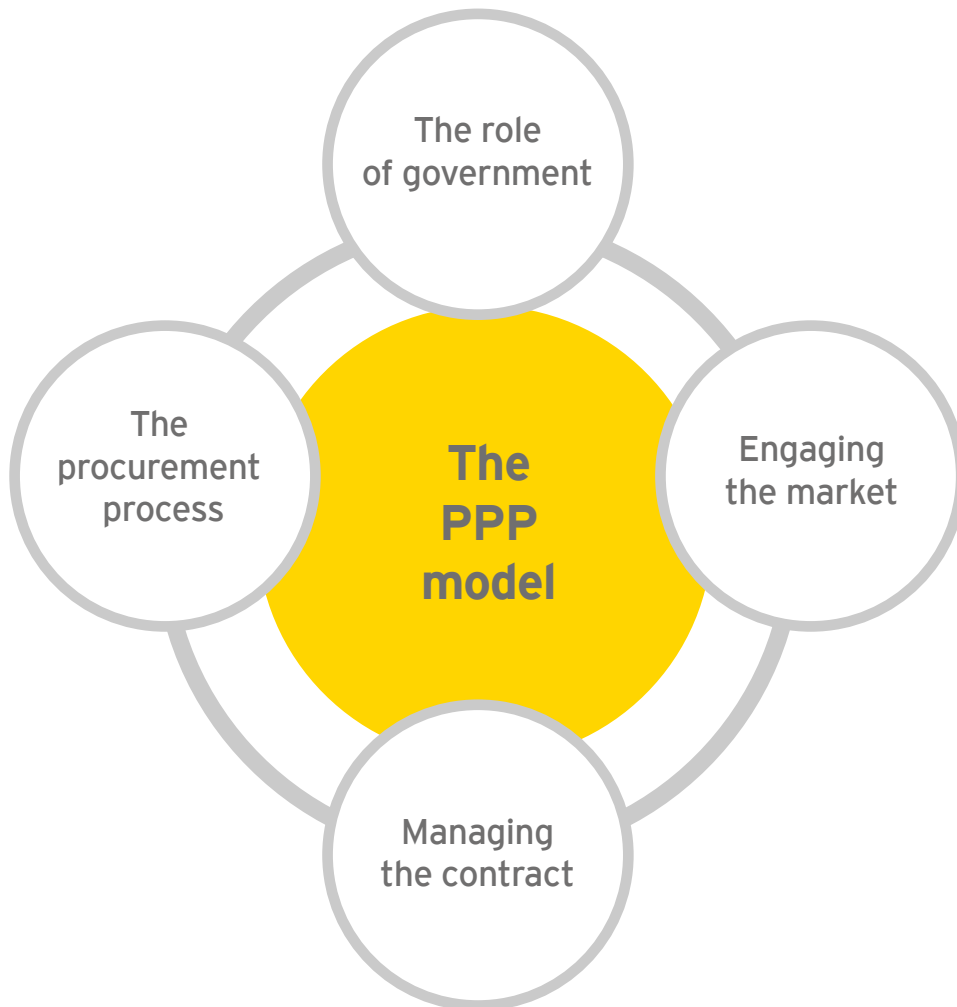 The role
of government
The
procurement
process
The
PPP
model
Engaging
the market
Managing
the contract